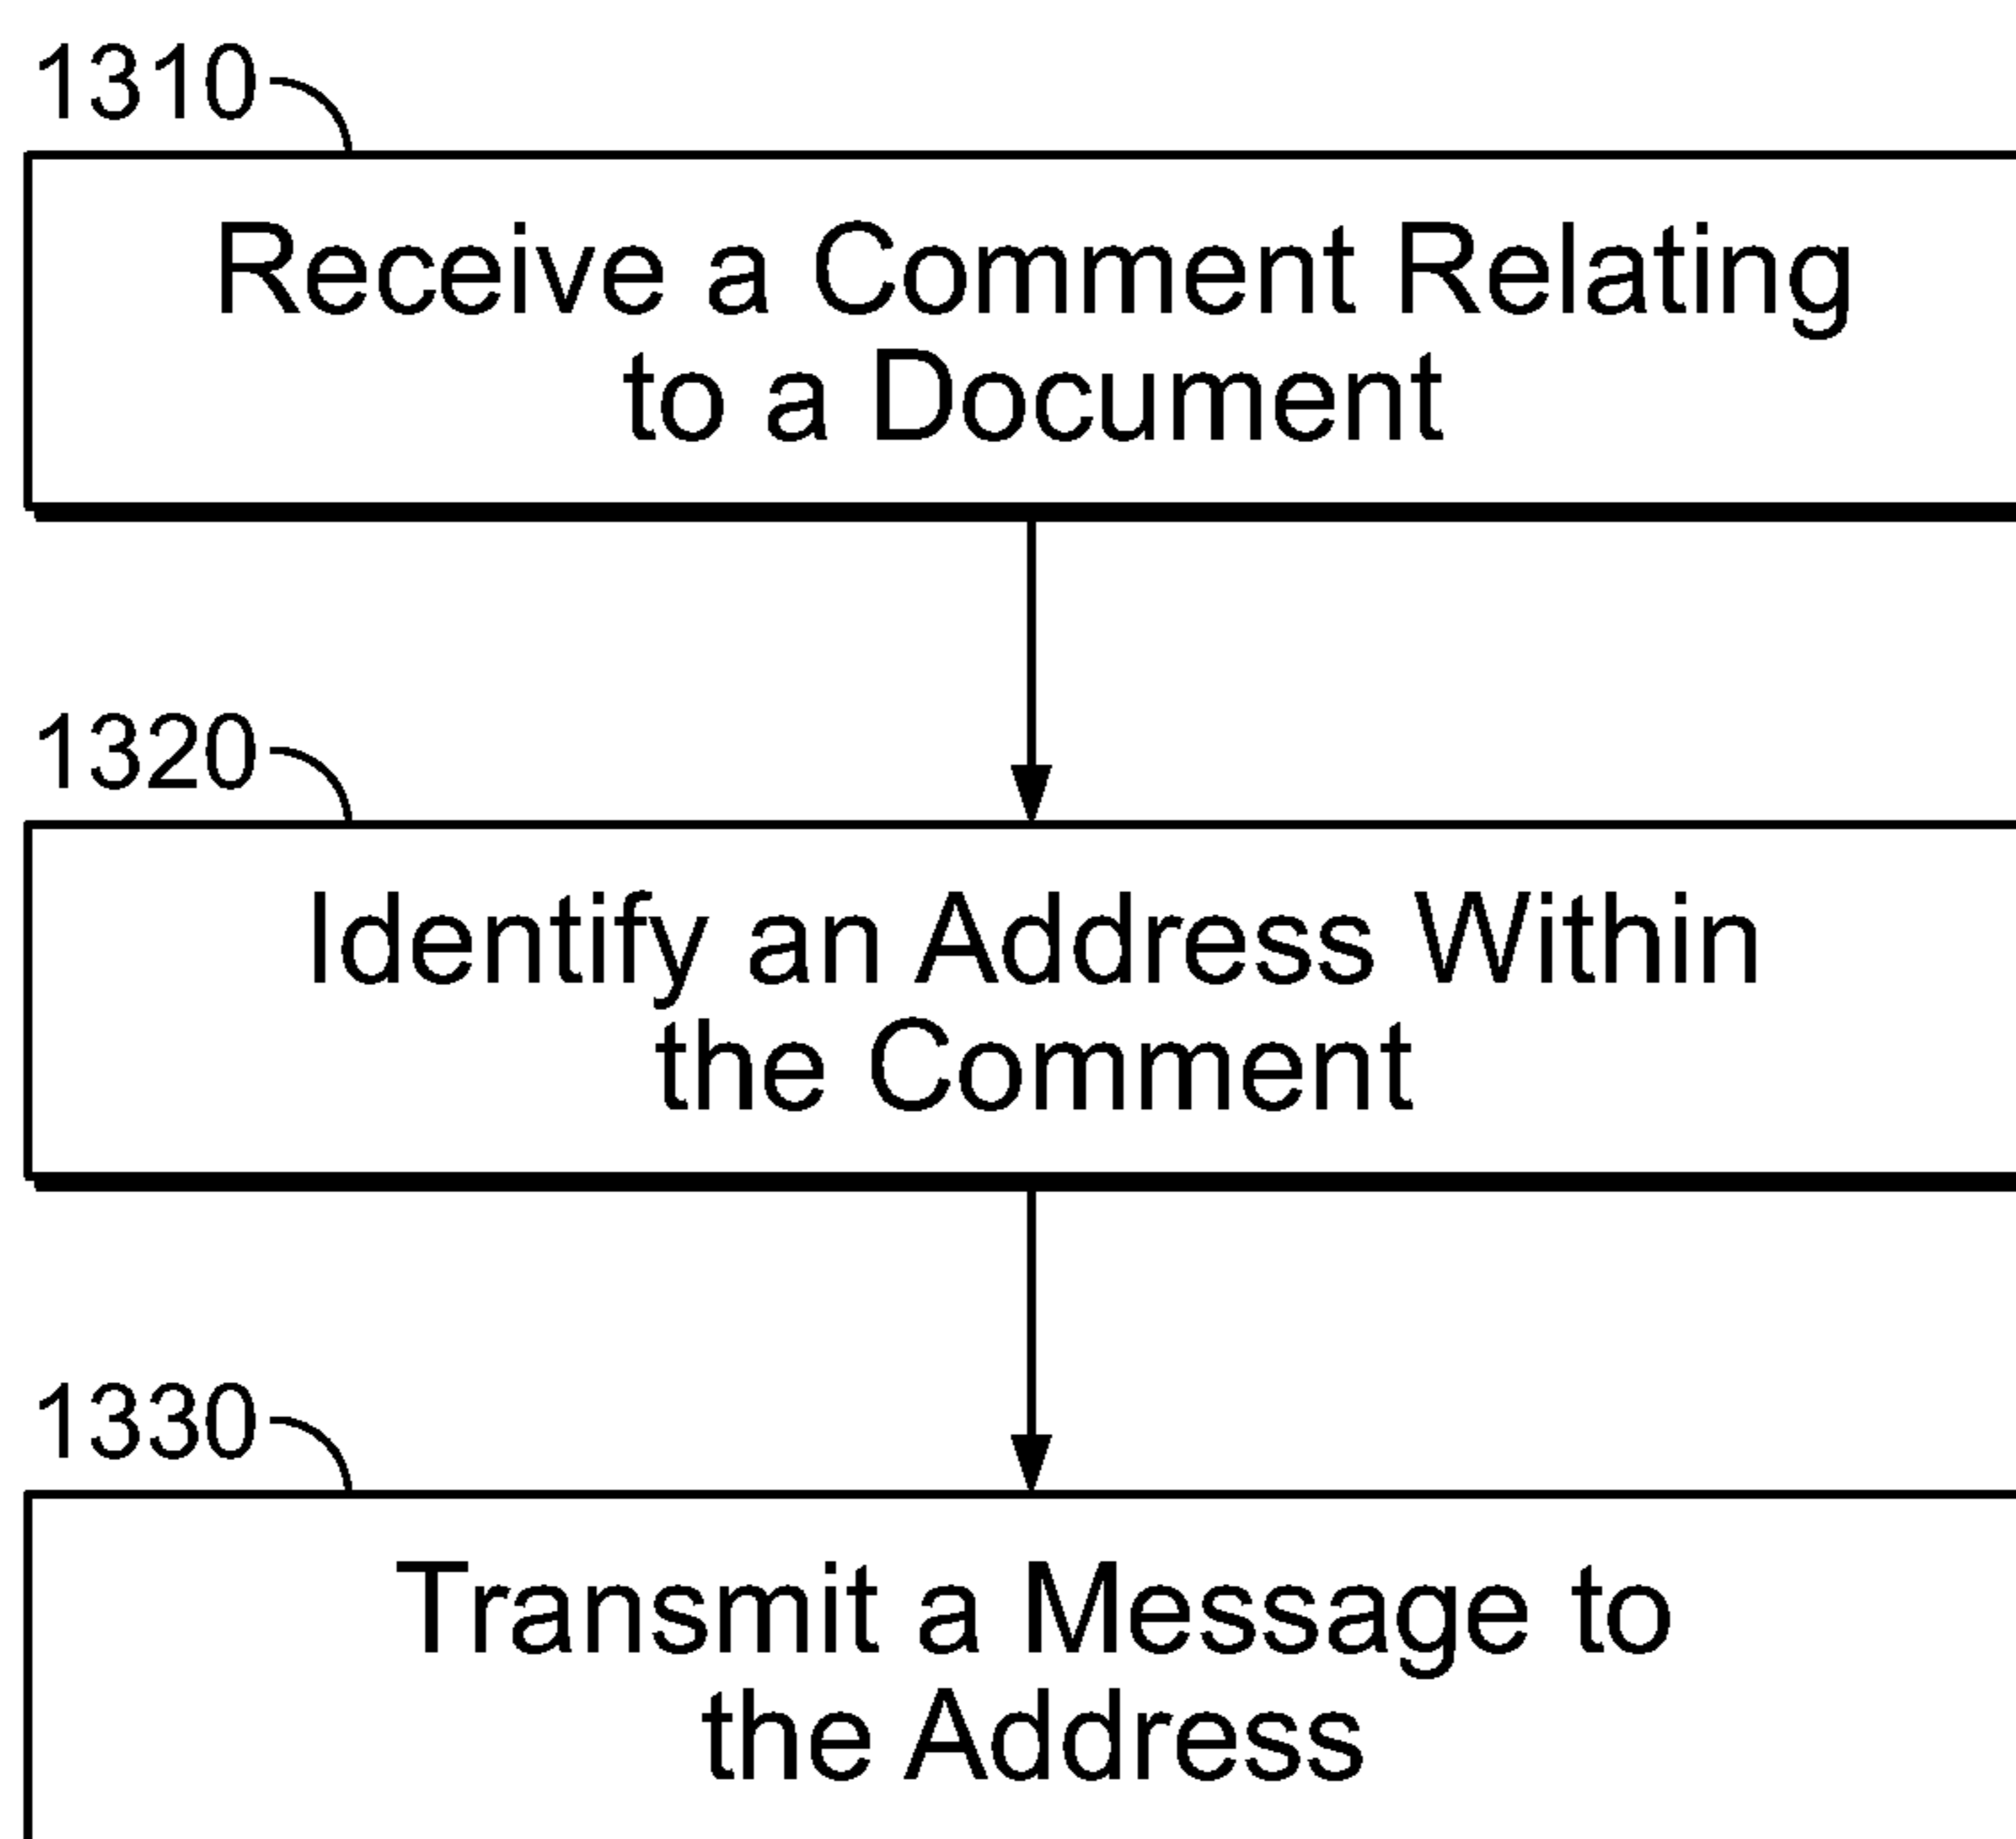 1310
Receive a Comment Relating
to a Document
1320
Identify an Address Within
the Comment
1330
Transmit a Message to
the Address